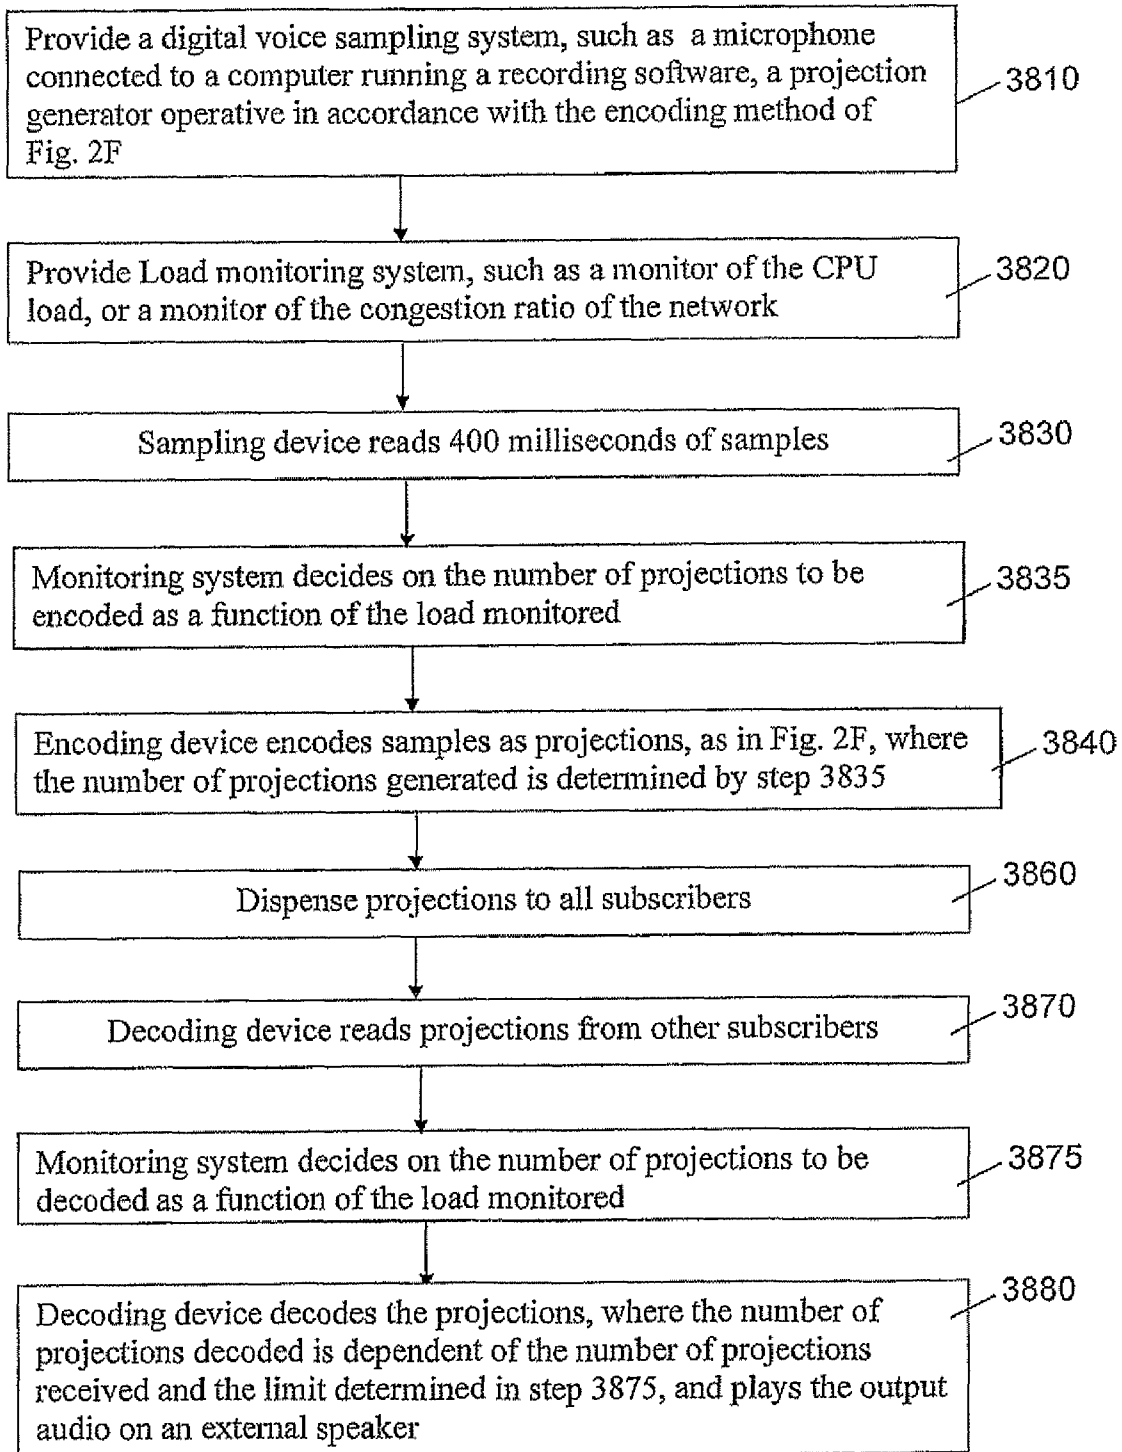 Provide a digital voice sampling system, such as a microphone
connected to a computer running a recording software, a projection
generator operative in accordance with the encoding method of
Fig. 2F
3810
Provide Load monitoring system, such as a monitor of the CPU
load, or a monitor of the congestion ratio of the network
3820
Sampling device reads 400 milliseconds of samples
3830
Monitoring system decides on the number of projections to be
encoded as a function of the load monitored
3835
Encoding device encodes samples as projections, as in Fig. 2F, where
the number of projections generated is determined by step 3835
3840
Dispense projections to all subscribers
3860
Decoding device reads projections from other subscribers
3870
Monitoring system decides on the number of projections to be
decoded as a function of the load monitored
3875
Decoding device decodes the projections, where the number of
projections decoded is dependent of the number of projections
received and the limit determined in step 3875, and plays the output
audio on an external speaker
3880